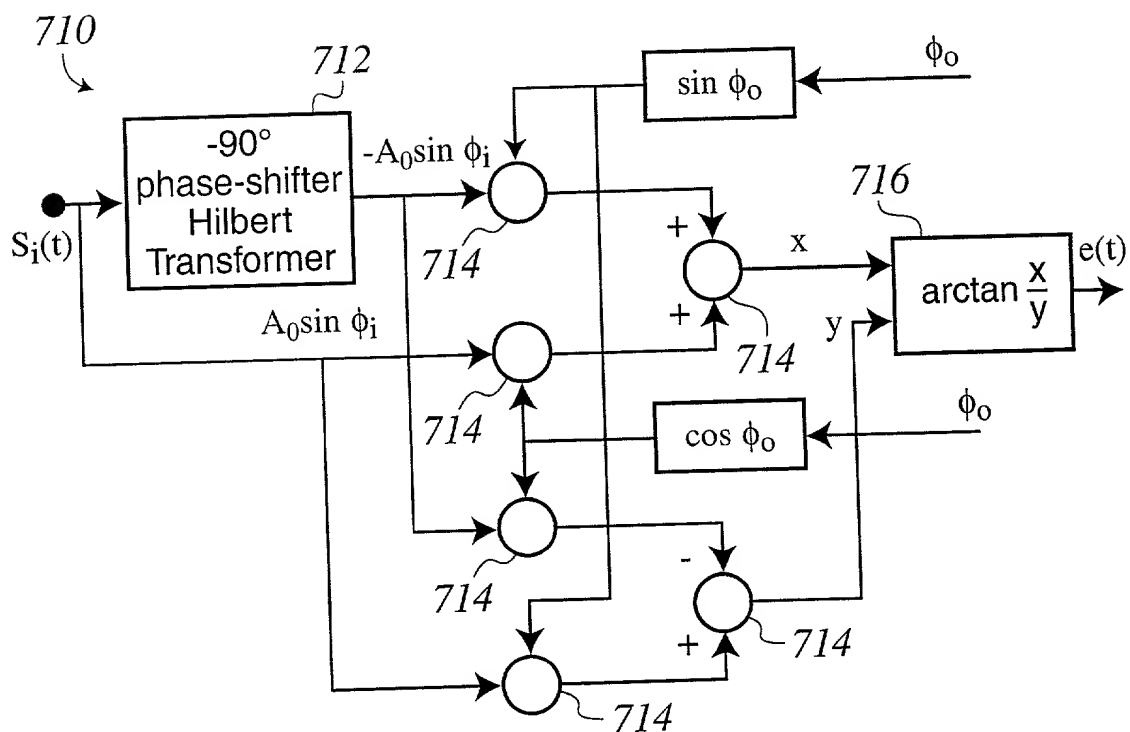 710
712
sin ϕo
ϕo
-90°
phase-shifter
Hilbert
Transformer
-A0sin ϕi
Si(t)
714
+
+
x
716
arctan x/y
e(t)
A0sin ϕi
714
y
714
cos ϕo
ϕo
714
-
+
714
714